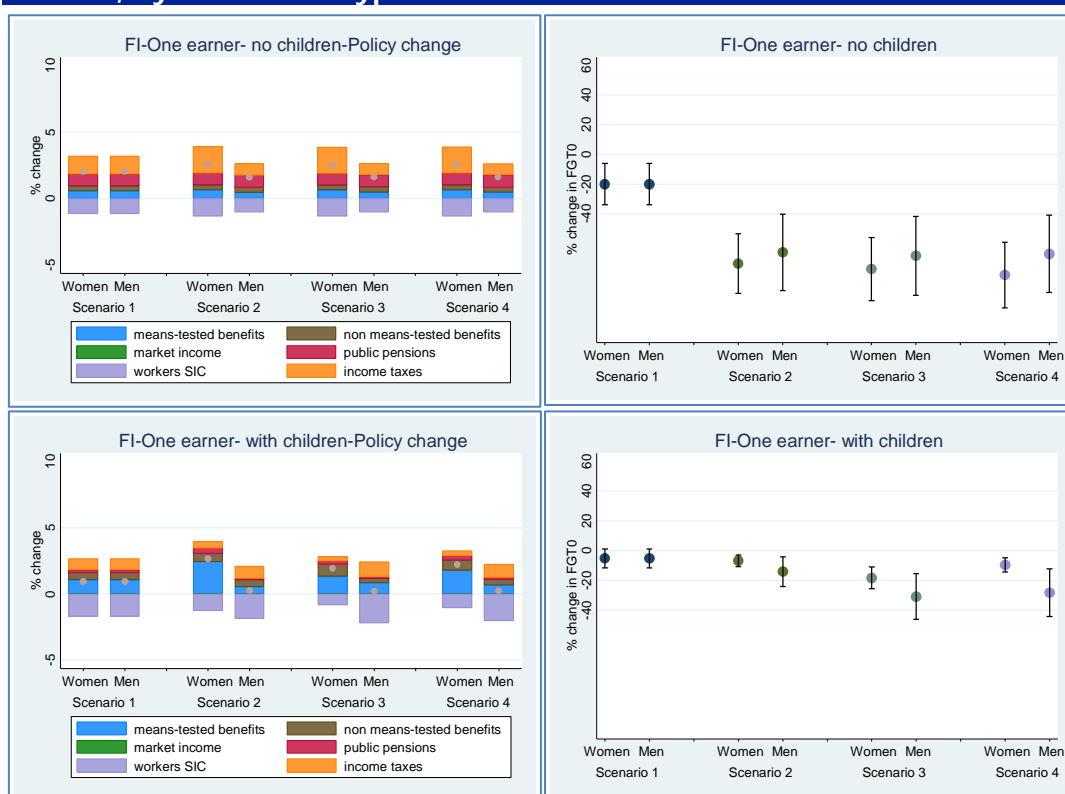 FI-One earner- no children-Policy change
10
5
0
-5
% change
Women Men Women Men Women Men Women Men
Scenario 1 Scenario 2 Scenario 3 Scenario 4
means-tested benefits non means-tested benefits
market income public pensions
workers SIC income taxes
FI-One earner- no children
60
40
20
0
-20
-40
% change in FGT0
Women Men Women Men Women Men Women Men
Scenario 1 Scenario 2 Scenario 3 Scenario 4
FI-One earner- with children-Policy change
10
5
0
-5
% change
Women Men Women Men Women Men Women Men
Scenario 1 Scenario 2 Scenario 3 Scenario 4
means-tested benefits non means-tested benefits
market income public pensions
workers SIC income taxes
FI-One earner- with children
60
40
20
0
-20
-40
% change in FGT0
Women Men Women Men Women Men Women Men
Scenario 1 Scenario 2 Scenario 3 Scenario 4